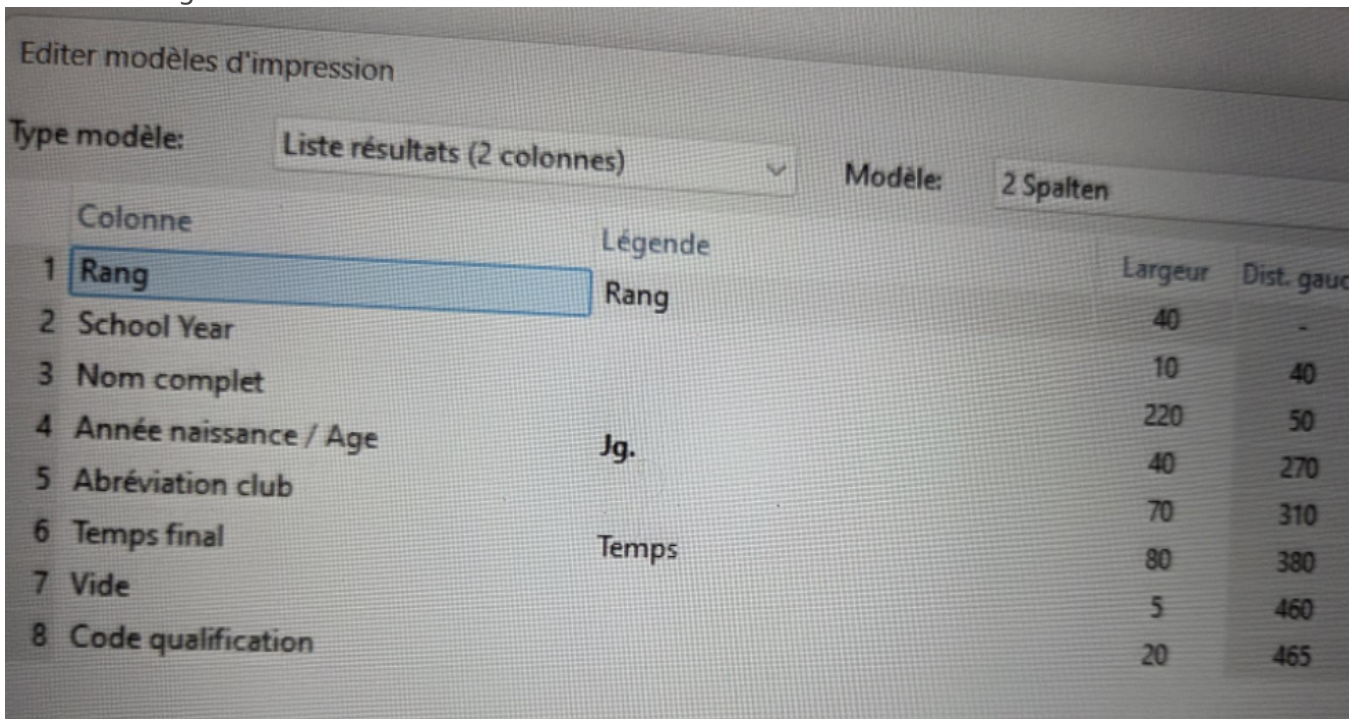 Editer modèles d'impression
Type modèle: Liste résultats (2 colonnes) Modèle: 2 Spalten
Colonne Légende Largeur Dist. gauc
1 Rang Rang 40 -
2 School Year 10 40
3 Nom complet 220 50
4 Année naissance / Age Jg. 40 270
5 Abréviation club 70 310
6 Temps final Temps 80 380
7 Vide 5 460
8 Code qualification 20 465